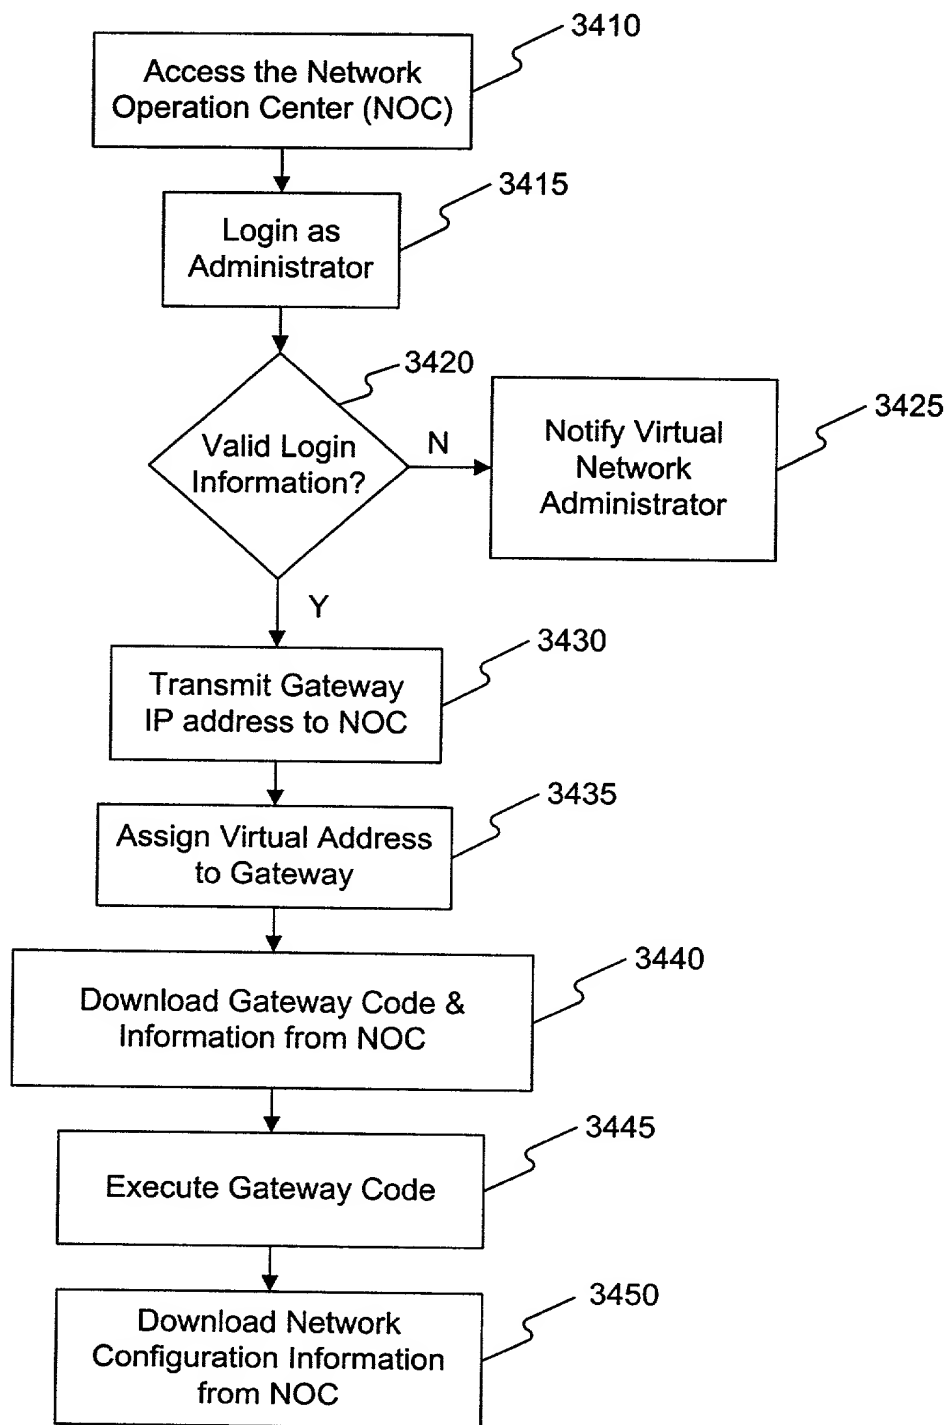 3410
Access the Network
Operation Center (NOC)
3415
Login as
Administrator
3420
Valid Login
Information?
N
3425
Notify Virtual
Network
Administrator
Y
3430
Transmit Gateway
IP address to NOC
3435
Assign Virtual Address
to Gateway
3440
Download Gateway Code &
Information from NOC
3445
Execute Gateway Code
3450
Download Network
Configuration Information
from NOC